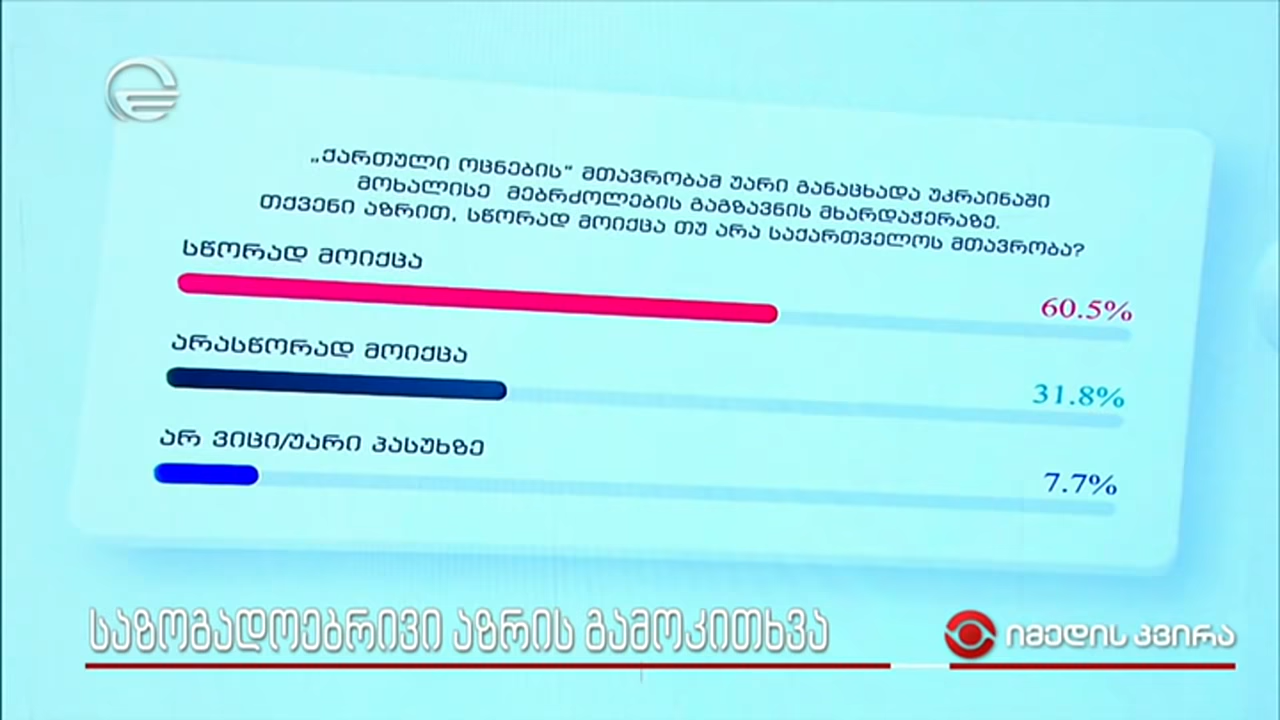 „ქართული ოცნების“ მთავრობამ უარი განაცხადა უკრაინაში
მოხალისე მებრძოლების გაგზავნის მხარდაჭერაზე.
თქვენი აზრით, სწორად მოიქცა თუ არა საქართველოს მთავრობა?
სწორად მოიქცა
60.5%
არასწორად მოიქცა
31.8%
არ ვიცი/უარი პასუხზე
7.7%
საზოგადოებრივი აზრის გამოკითხვა
იმედის კვირა